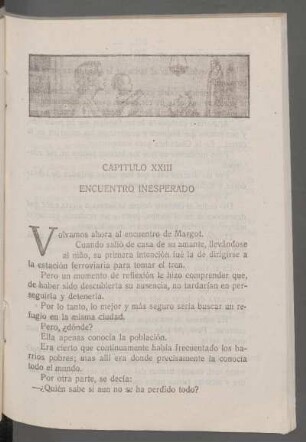 CAPITULO XXIII
ENCUENTRO INESPERADO
Volvamos ahora al encuentro de Margot.
Cuando salió de casa de su amante, llevándose
el niño, su primera intención fué la de dirigirse a
la estación ferroviaria para tomar el tren.
Pero un momento de reflexión le hizo comprender que,
de haber sido descubierta su ausencia, no tardarían en per-
seguirla y detenerla.
Por lo tanto, lo mejor y más seguro sería buscar un re-
fugio en la misma ciudad.
Pero, ¿dónde?
Ella apenas conocía la población.
Era cierto que continuamente había frecuentado los ba-
rrios pobres; mas allí era donde precisamente la conocía
todo el mundo.
Por otra parte, se decía:
—¿Quién sabe si aun no se ha perdido todo?